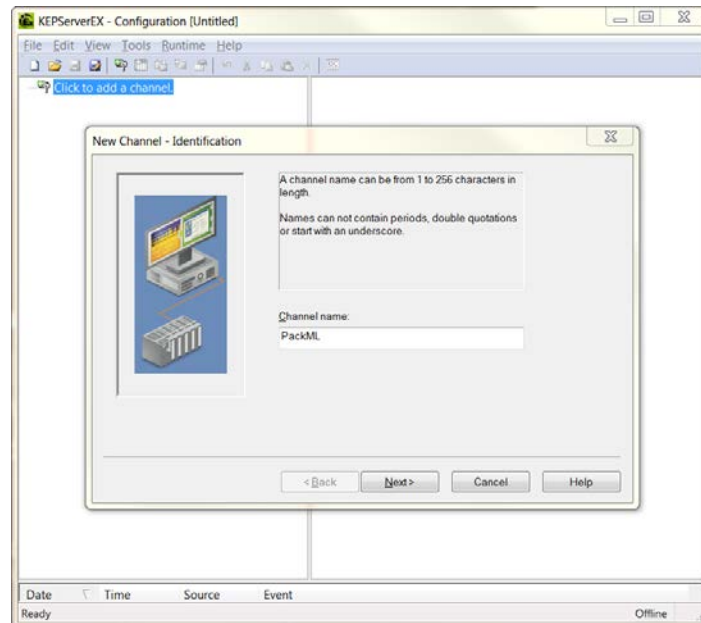 KEPServerEX - Configuration [Untitled]
File Edit View Tools Runtime Help
Click to add a channel.
New Channel - Identification
A channel name can be from 1 to 256 characters in
length.
Names can not contain periods, double quotations
or start with an underscore.
Channel name:
PackML
< Back Next > Cancel Help
Date Time Source Event
Ready Offline